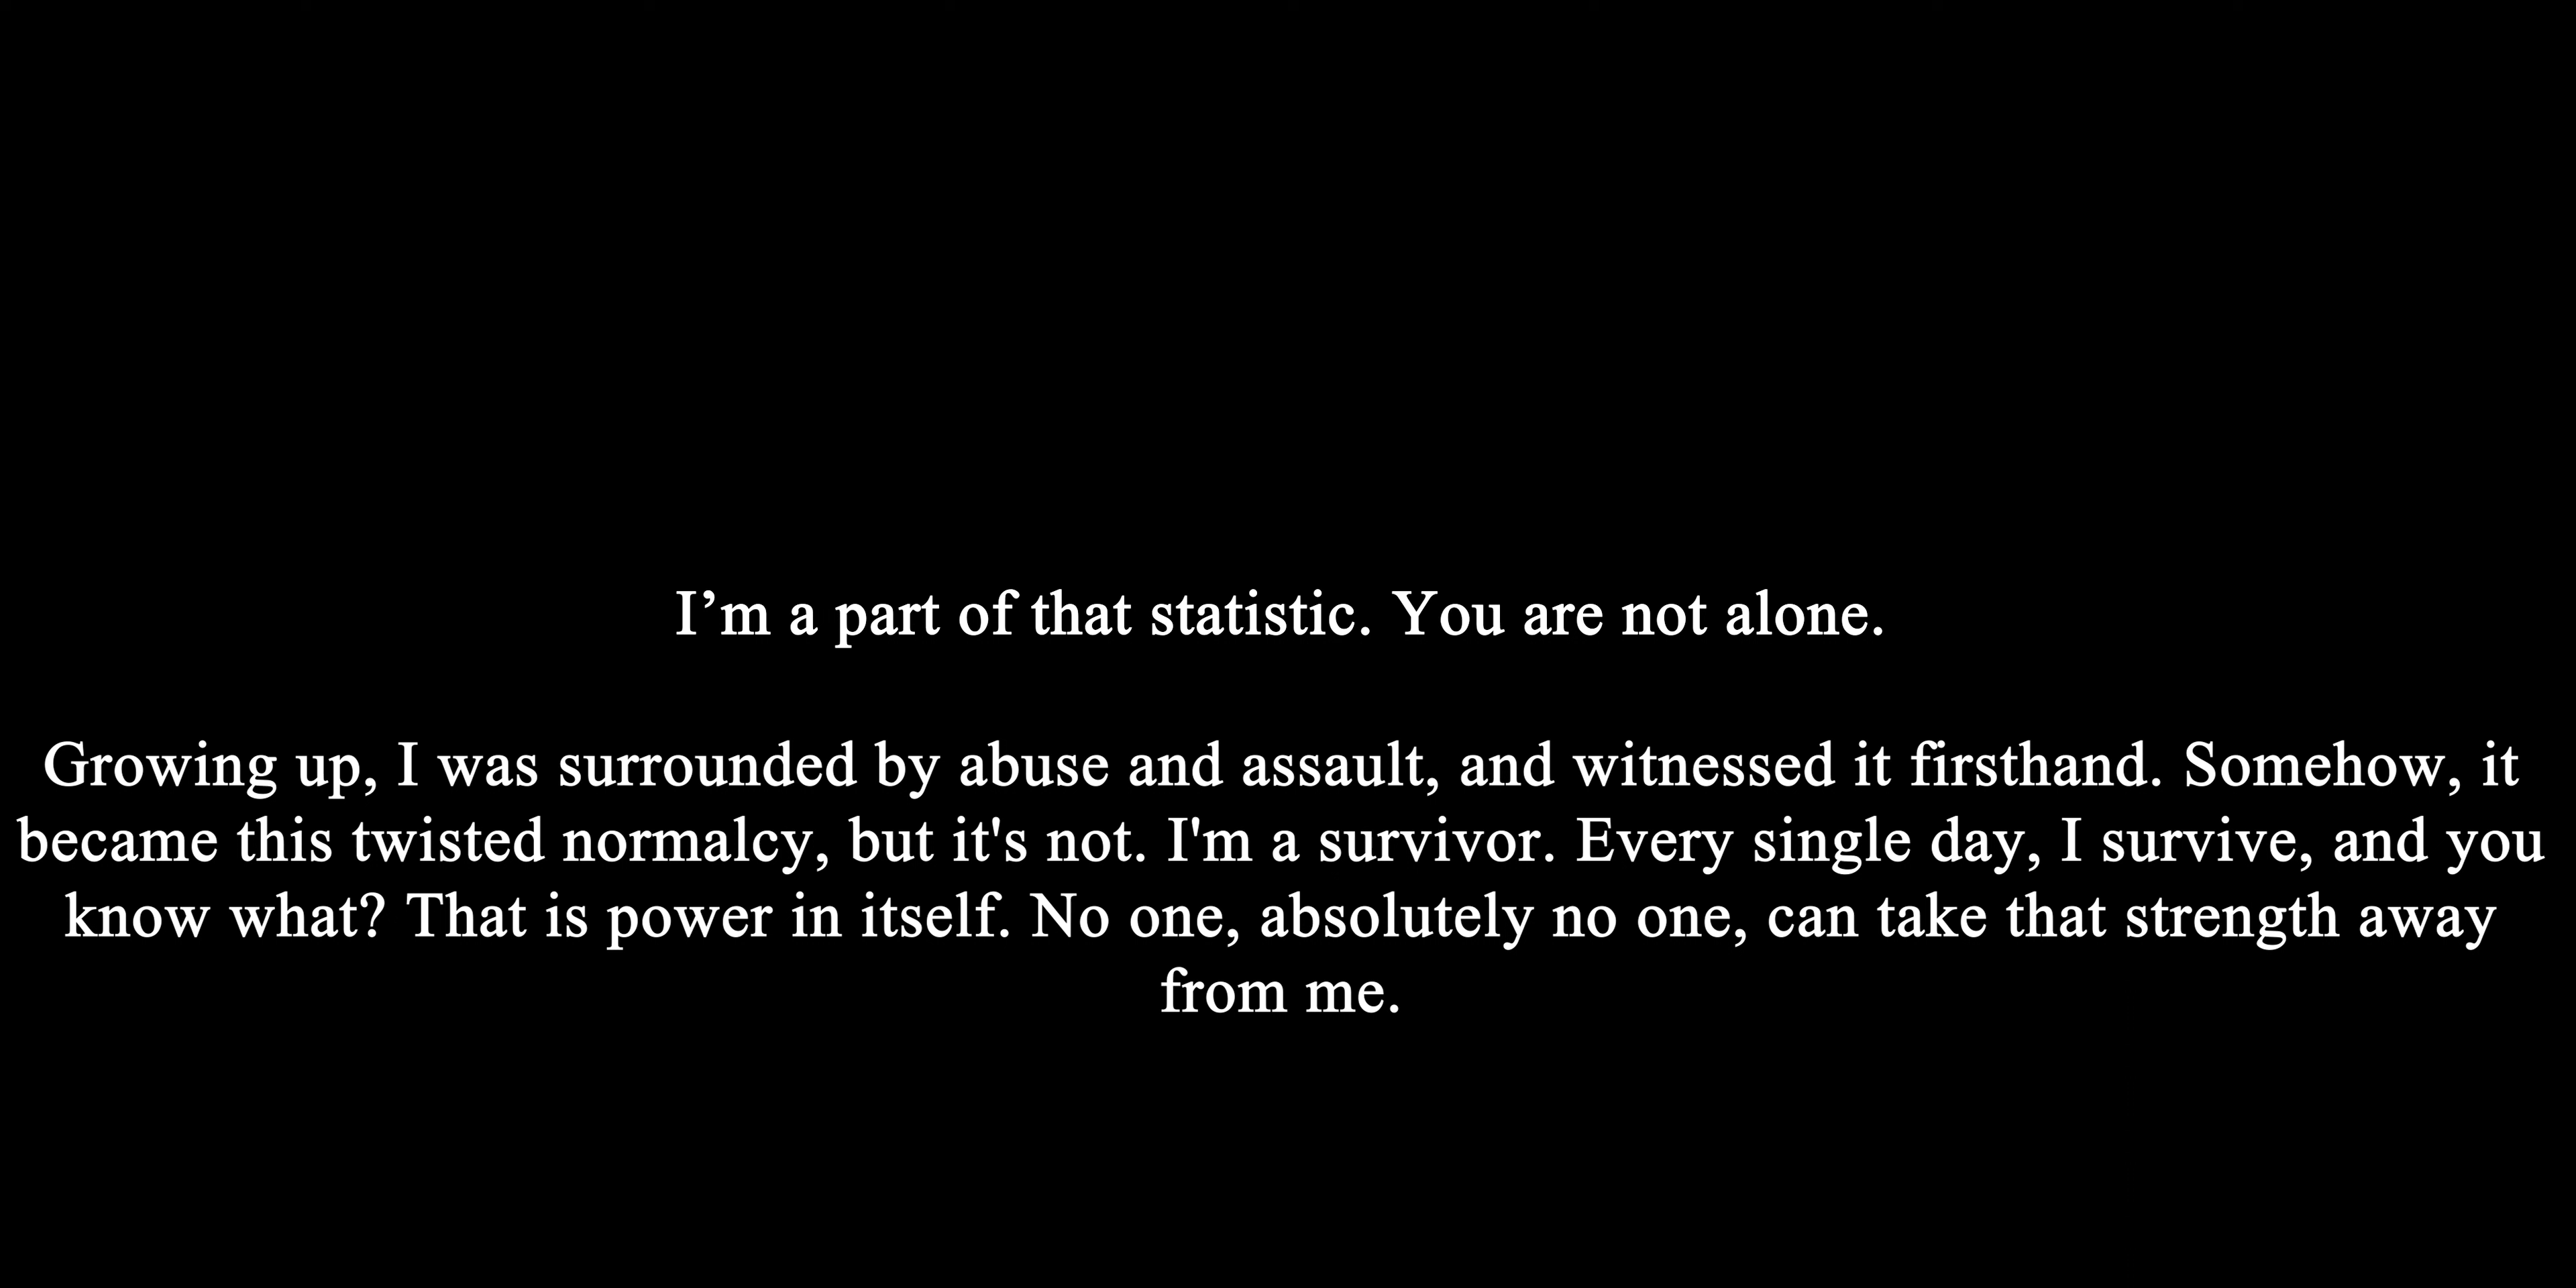 I’m a part of that statistic. You are not alone.
Growing up, I was surrounded by abuse and assault, and witnessed it firsthand. Somehow, it
became this twisted normalcy, but it's not. I'm a survivor. Every single day, I survive, and you
know what? That is power in itself. No one, absolutely no one, can take that strength away
from me.